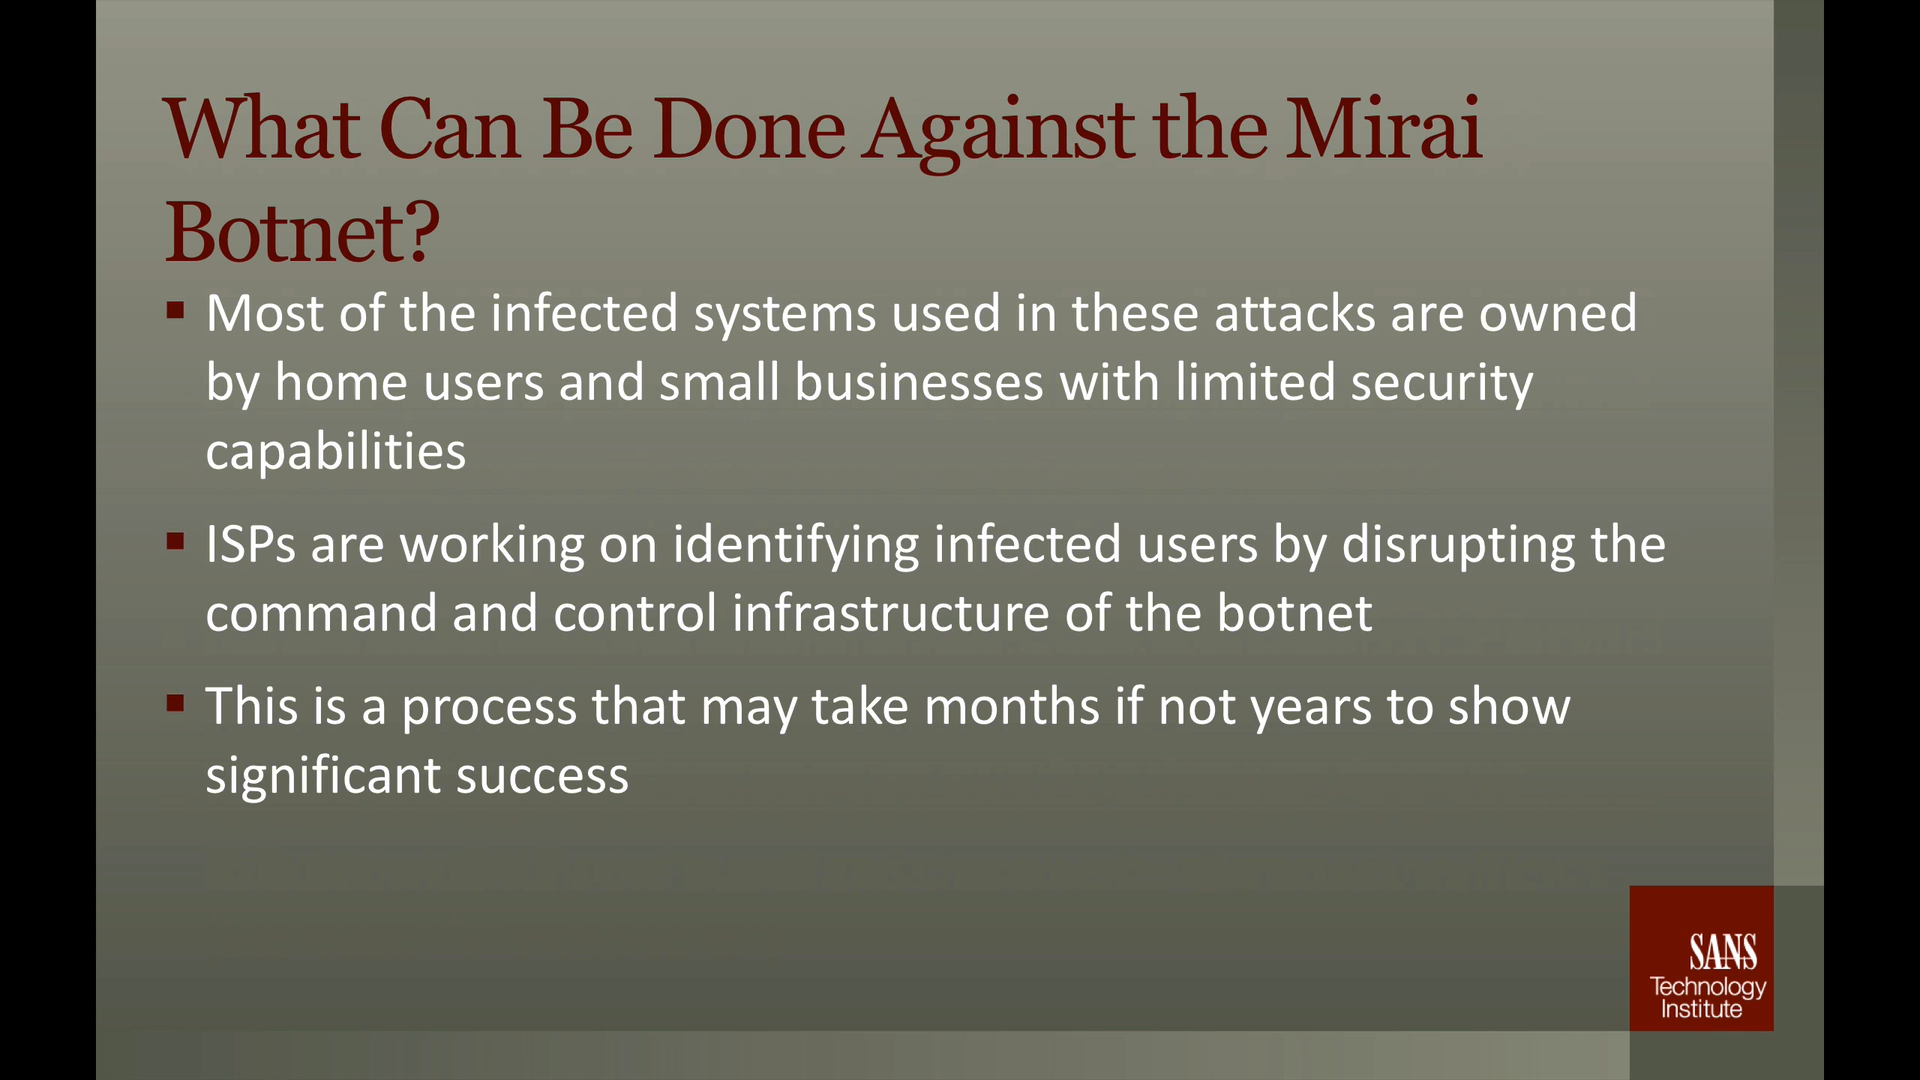 What Can Be Done Against the Mirai
Botnet?
Most of the infected systems used in these attacks are owned
by home users and small businesses with limited security
capabilities
ISPs are working on identifying infected users by disrupting the
command and control infrastructure of the botnet
This is a process that may take months if not years to show
significant success
SANS
Technology
Institute